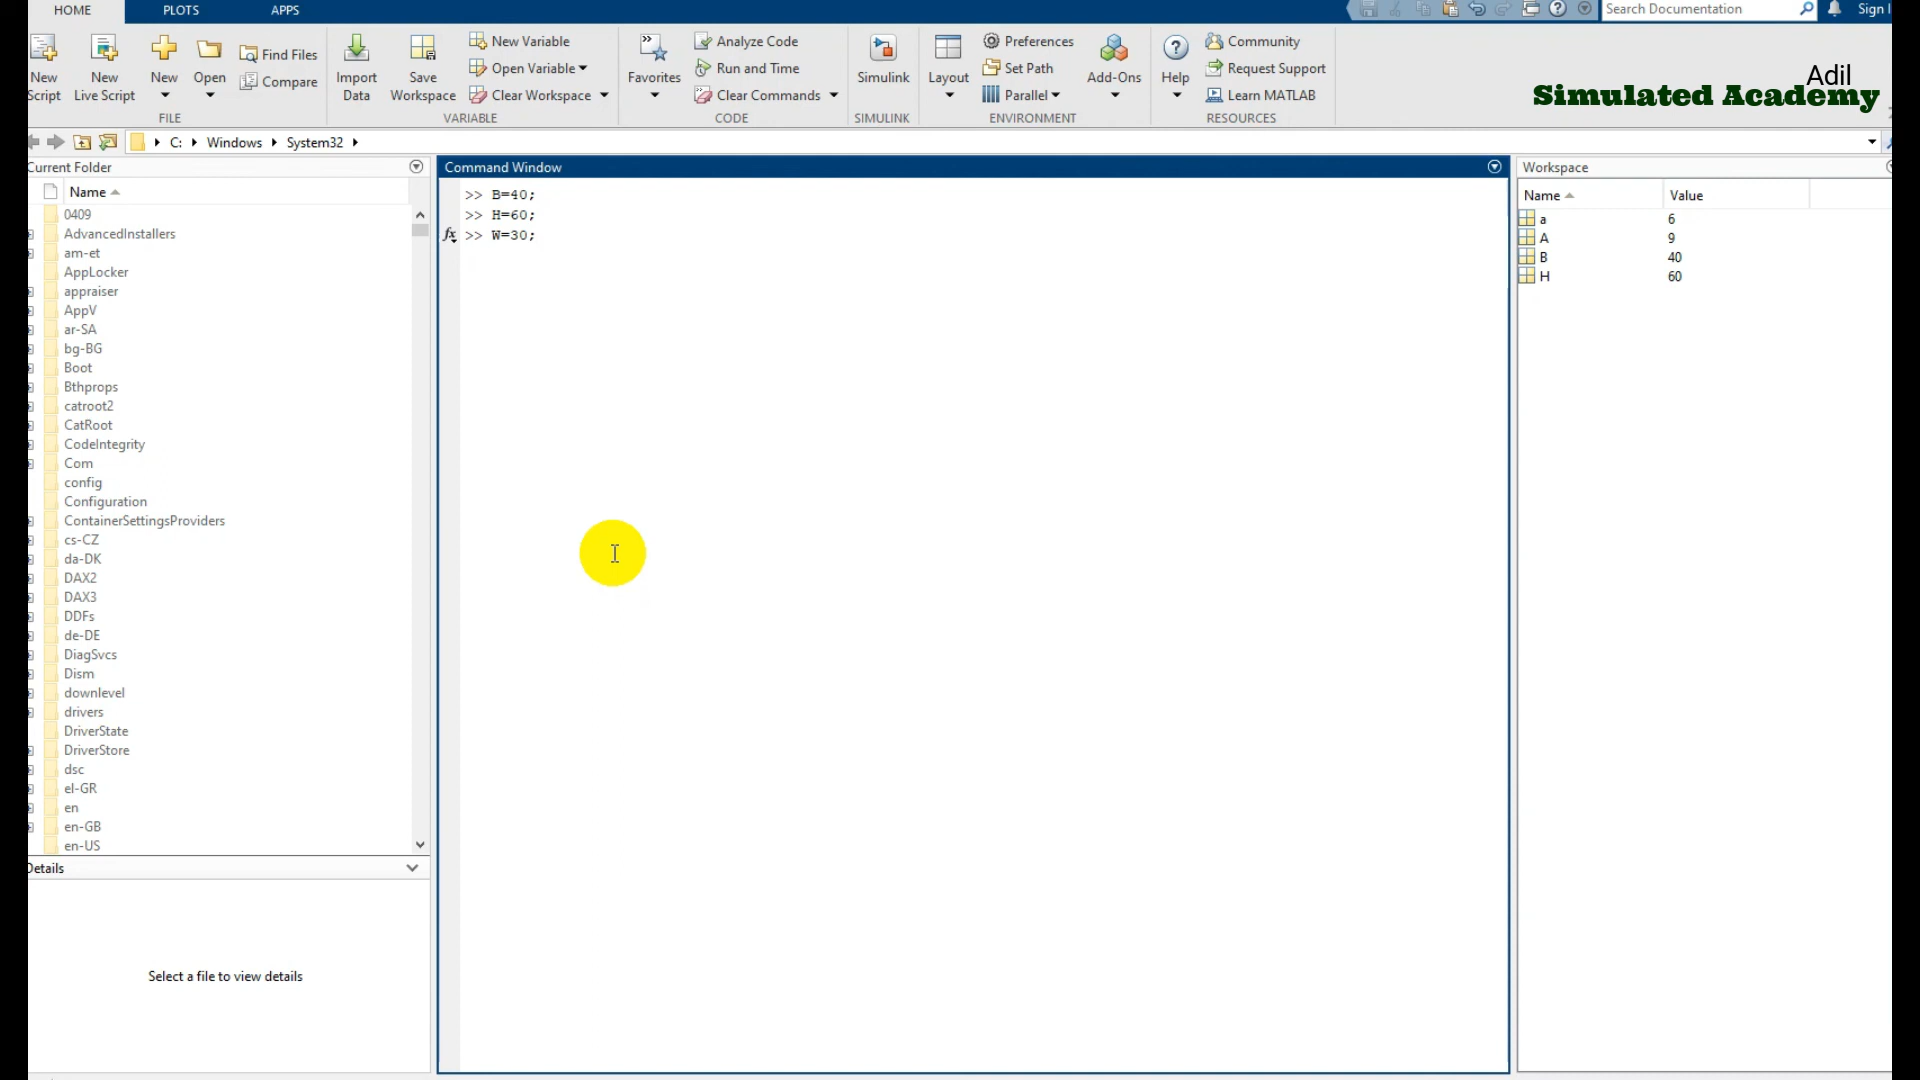 HOME PLOTS APPS
Search Documentation
Sign I
New Script
New Live Script
New
Open
Find Files
Compare
FILE
Import Data
Save Workspace
New Variable
Open Variable
Clear Workspace
VARIABLE
Favorites
Analyze Code
Run and Time
Clear Commands
CODE
Simulink
SIMULINK
Layout
Preferences
Set Path
Parallel
Add-Ons
ENVIRONMENT
Help
Community
Request Support
Learn MATLAB
RESOURCES
Adil
Simulated Academy
C: Windows System32
Current Folder
Name
0409
AdvancedInstallers
am-et
AppLocker
appraiser
AppV
ar-SA
bg-BG
Boot
Bthprops
catroot2
CatRoot
CodeIntegrity
Com
config
Configuration
ContainerSettingsProviders
cs-CZ
da-DK
DAX2
DAX3
DDFs
de-DE
DiagSvcs
Dism
downlevel
drivers
DriverState
DriverStore
dsc
el-GR
en
en-GB
en-US
Details
Select a file to view details
Command Window
>> B=40;
>> H=60;
fx >> W=30;
Workspace
Name Value
a 6
A 9
B 40
H 60